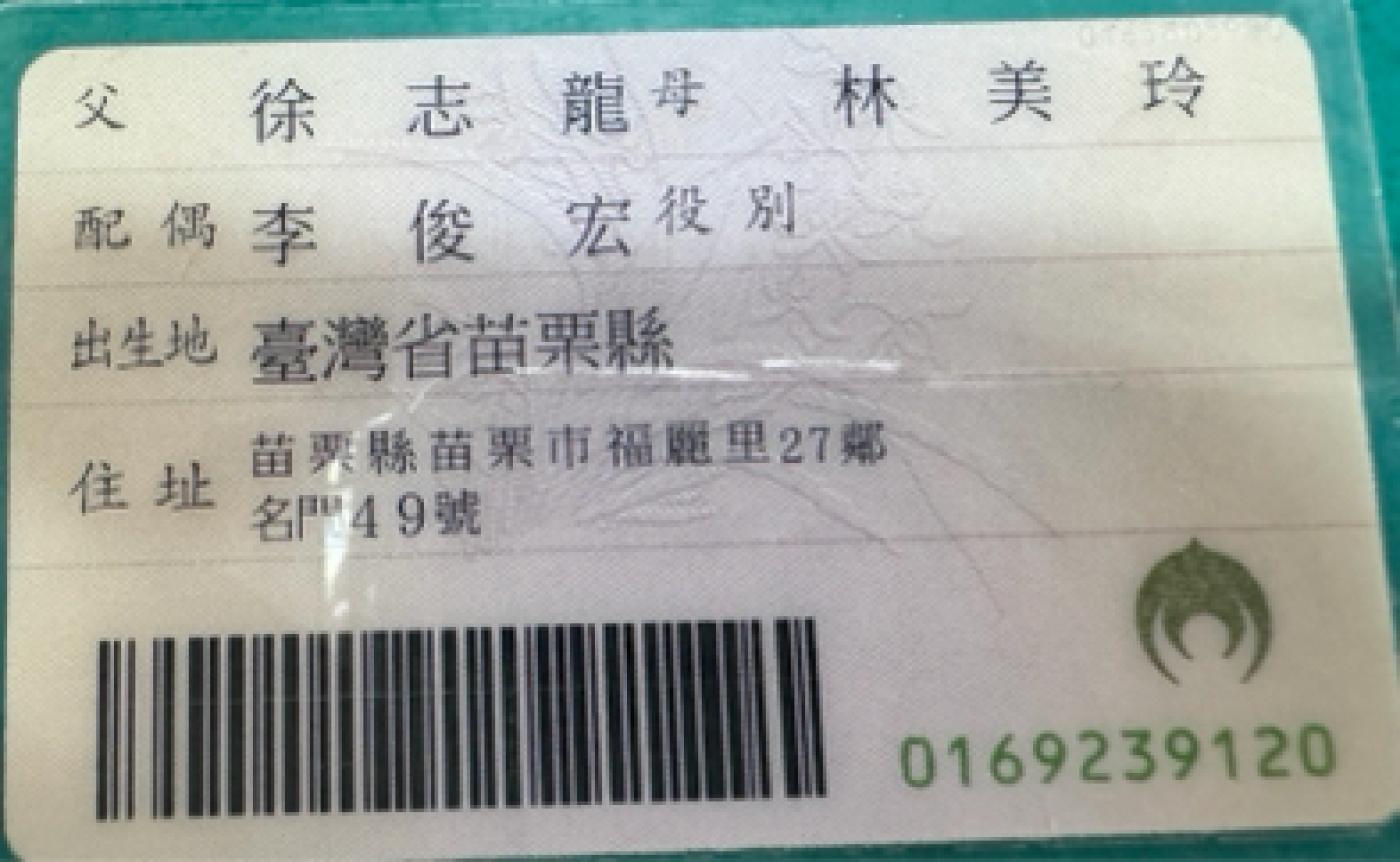 父 徐志龍 母 林美玲
配偶 李俊宏 役別
出生地 臺灣省苗栗縣
住址 苗栗縣苗栗市福麗里27鄰
名門49號
0169239120